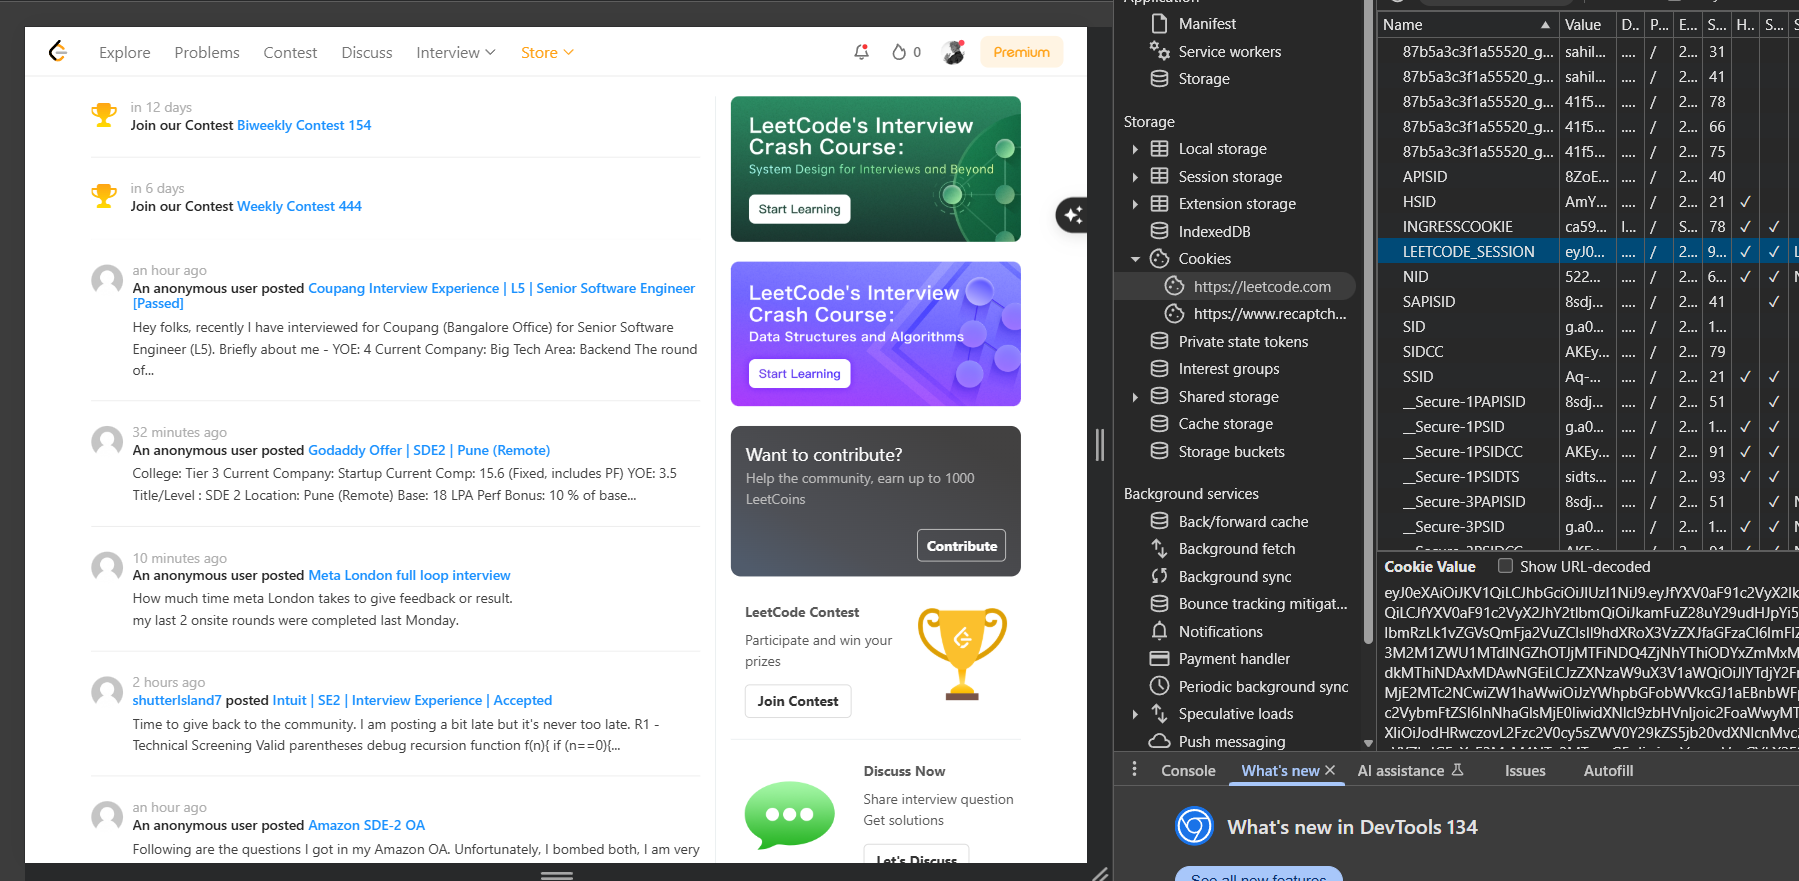 Explore Problems Contest Discuss Interview Store 0 Premium
in 12 days
Join our Contest Biweekly Contest 154
in 6 days
Join our Contest Weekly Contest 444
an hour ago
An anonymous user posted Coupang Interview Experience | L5 | Senior Software Engineer
[Passed]
Hey folks, recently I have interviewed for Coupang (Bangalore Office) for Senior Software
Engineer (L5). Briefly about me - YOE: 4 Current Company: Big Tech Area: Backend The round
of...
32 minutes ago
An anonymous user posted Godaddy Offer | SDE2 | Pune (Remote)
College: Tier 3 Current Company: Startup Current Comp: 15.6 (Fixed, includes PF) YOE: 3.5
Title/Level : SDE 2 Location: Pune (Remote) Base: 18 LPA Perf Bonus: 10 % of base...
10 minutes ago
An anonymous user posted Meta London full loop interview
How much time meta London takes to give feedback or result.
my last 2 onsite rounds were completed last Monday.
2 hours ago
shutterIsland7 posted Intuit | SE2 | Interview Experience | Accepted
Time to give back to the community. I am posting a bit late but it's never too late. R1 -
Technical Screening Valid parentheses debug recursion function f(n){ if (n==0){...
an hour ago
An anonymous user posted Amazon SDE-2 OA
Following are the questions I got in my Amazon OA. Unfortunately, I bombed both, I am very
LeetCode's Interview
Crash Course:
System Design for Interviews and Beyond
Start Learning
LeetCode's Interview
Crash Course:
Data Structures and Algorithms
Start Learning
Want to contribute?
Help the community, earn up to 1000
LeetCoins
Contribute
LeetCode Contest
Participate and win your
prizes
Join Contest
Discuss Now
Share interview question
Get solutions
Let's Discuss
Application
Manifest
Service workers
Storage
Storage
Local storage
Session storage
Extension storage
IndexedDB
Cookies
https://leetcode.com
https://www.recaptch...
Private state tokens
Interest groups
Shared storage
Cache storage
Storage buckets
Background services
Back/forward cache
Background fetch
Background sync
Bounce tracking mitigat...
Notifications
Payment handler
Periodic background sync
Speculative loads
Push messaging
Name Value D.. P... E... S... H.. S...
87b5a3c3f1a55520_g... sahil... .... / 2... 31
87b5a3c3f1a55520_g... sahil... .... / 2... 41
87b5a3c3f1a55520_g... 41f5... .... / 2... 78
87b5a3c3f1a55520_g... 41f5... .... / 2... 66
87b5a3c3f1a55520_g... 41f5... .... / 2... 75
APISID 8ZoE... .... / 2... 40
HSID AmY... .... / 2... 21 ✓
INGRESSCOOKIE ca59... l... / S... 78 ✓ ✓
LEETCODE_SESSION eyJ0... .... / 2... 9... ✓ ✓
NID 522... .... / 2... 6... ✓ ✓
SAPISID 8sdj... .... / 2... 41 ✓
SID g.a0... .... / 2... 1...
SIDCC AKEy... .... / 2... 79
SSID Aq-... .... / 2... 21 ✓ ✓
__Secure-1PAPISID 8sdj... .... / 2... 51 ✓
__Secure-1PSID g.a0... .... / 2... 1... ✓ ✓
__Secure-1PSIDCC AKEy... .... / 2... 91 ✓ ✓
__Secure-1PSIDTS sidts... .... / 2... 93 ✓ ✓
__Secure-3PAPISID 8sdj... .... / 2... 51 ✓
__Secure-3PSID g.a0... .... / 2... 1... ✓ ✓
Cookie Value Show URL-decoded
Console What's new AI assistance Issues Autofill
What's new in DevTools 134
See all new features